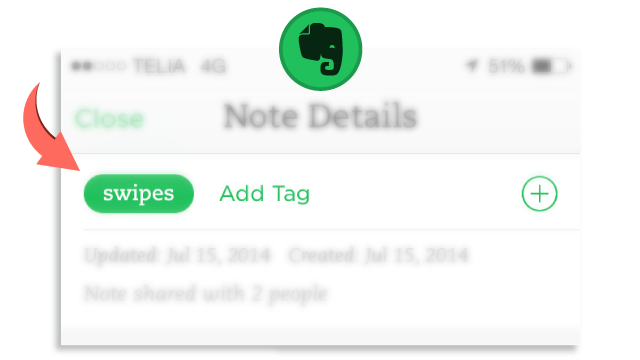 TELIA 4G 51%
Close Note Details
swipes Add Tag
Updated: Jul 15, 2014 Created: Jul 15, 2014
Note shared with 2 people